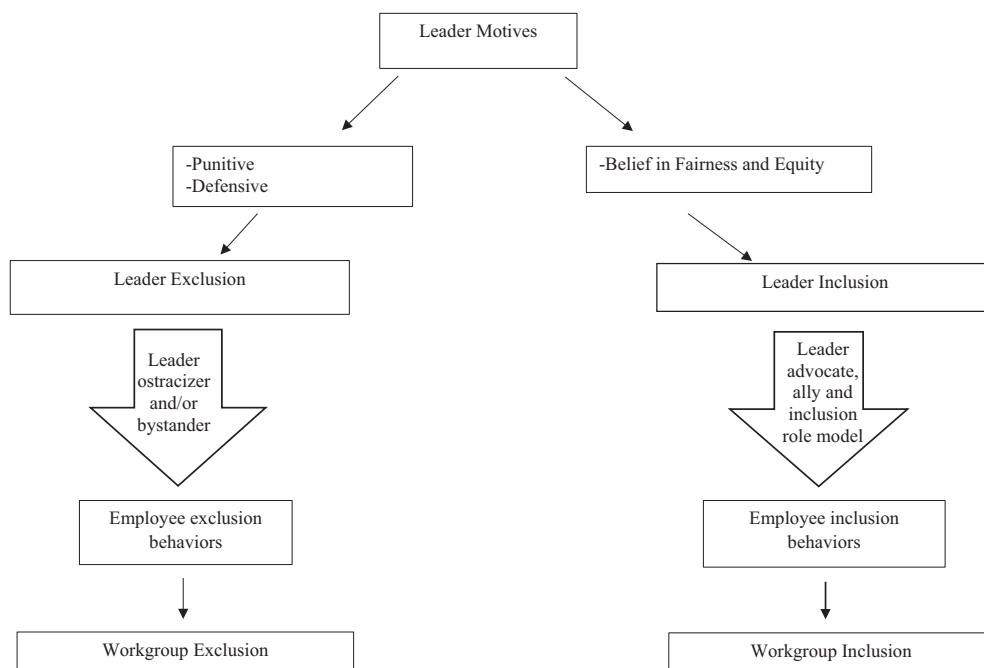 Leader Motives
-Punitive
-Defensive
-Belief in Fairness and Equity
Leader Exclusion
Leader Inclusion
Leader
ostracizer
and/or
bystander
Leader
advocate,
ally and
inclusion
role model
Employee exclusion
behaviors
Employee inclusion
behaviors
Workgroup Exclusion
Workgroup Inclusion